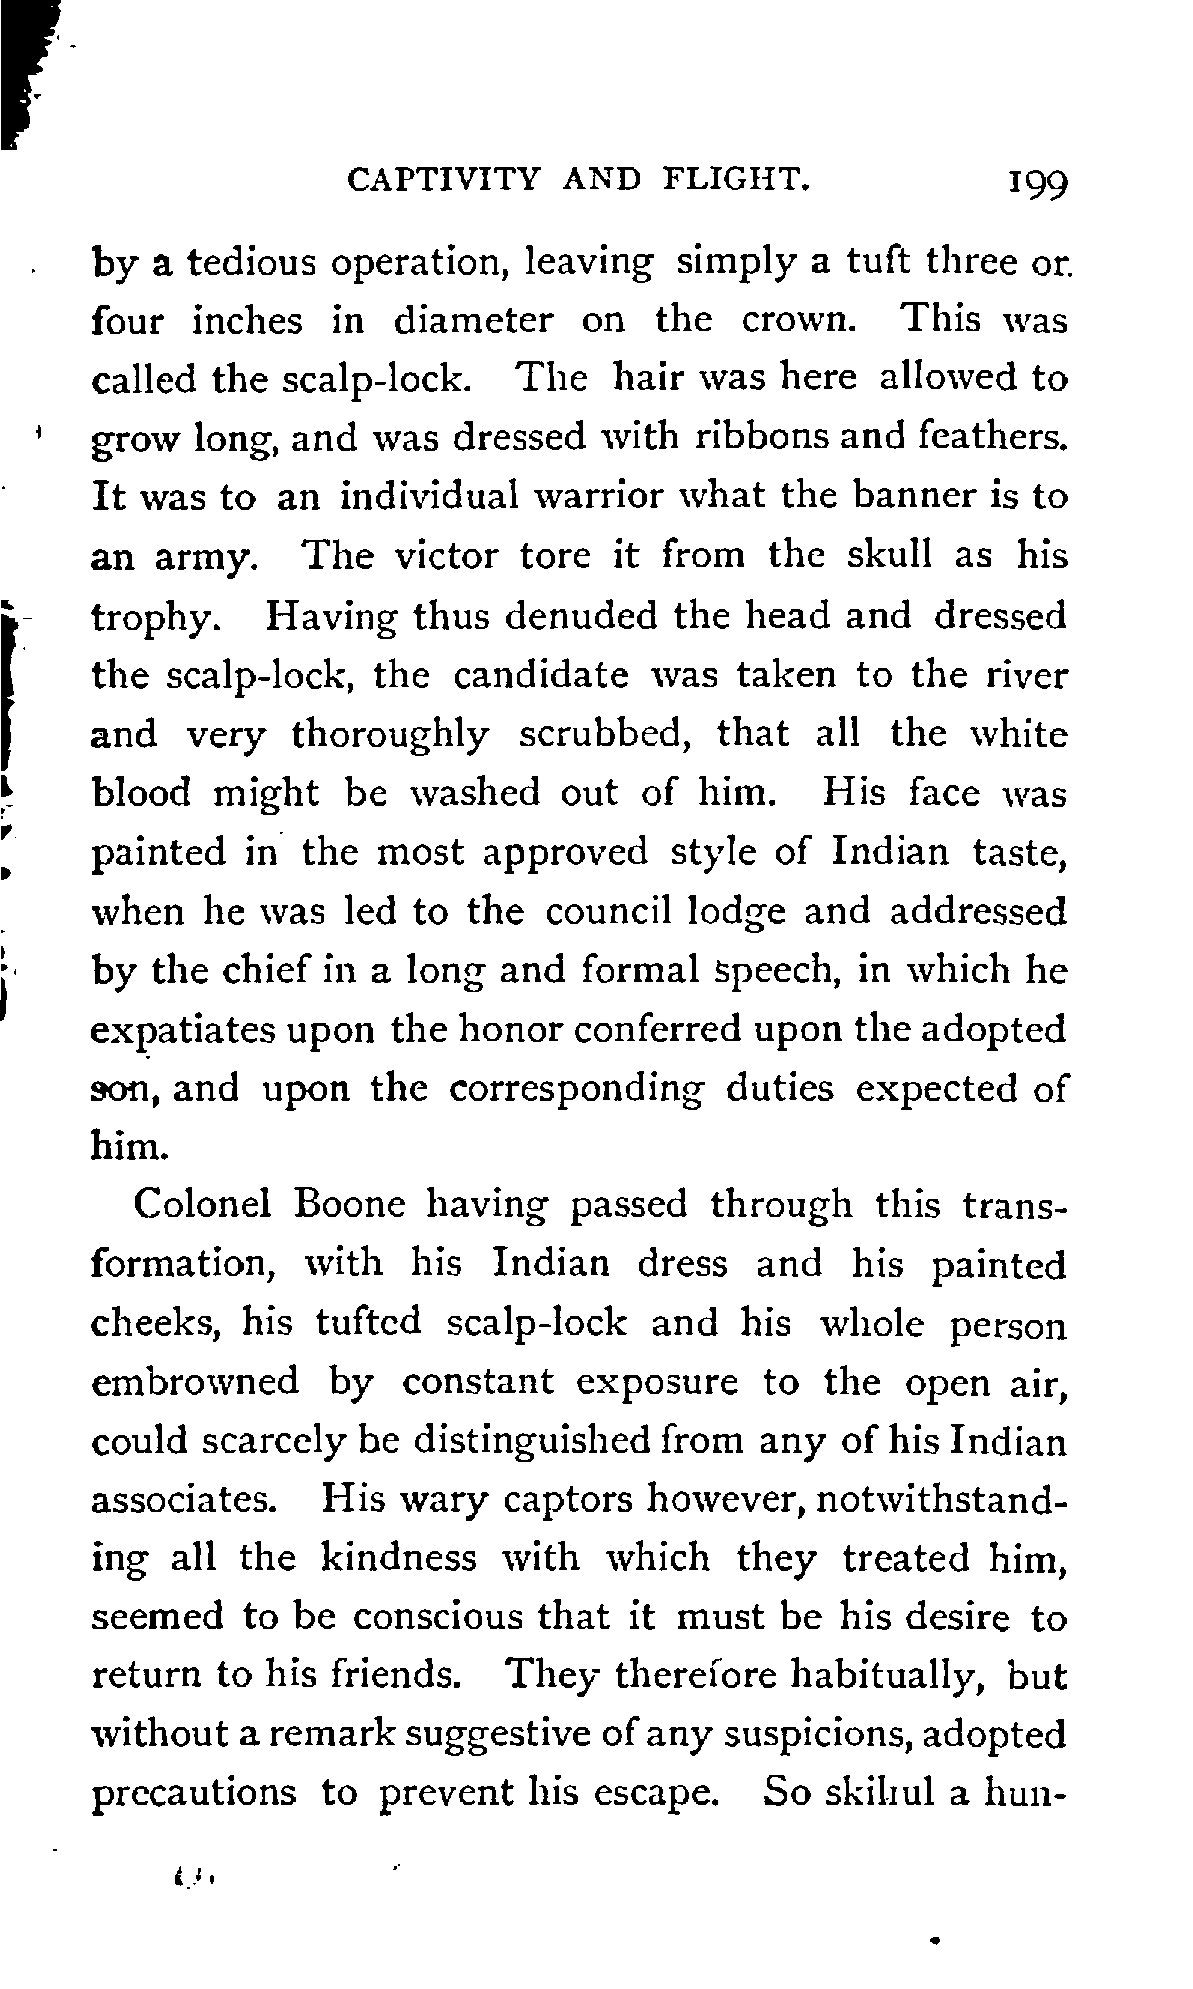 CAPTIVITY AND FLIGHT. 199
by a tedious operation, leaving simply a tuft three or
four inches in diameter on the crown. This was
called the scalp-lock. The hair was here allowed to
grow long, and was dressed with ribbons and feathers.
It was to an individual warrior what the banner is to
an army. The victor tore it from the skull as his
trophy. Having thus denuded the head and dressed
the scalp-lock, the candidate was taken to the river
and very thoroughly scrubbed, that all the white
blood might be washed out of him. His face was
painted in the most approved style of Indian taste,
when he was led to the council lodge and addressed
by the chief in a long and formal speech, in which he
expatiates upon the honor conferred upon the adopted
son, and upon the corresponding duties expected of
him.
Colonel Boone having passed through this trans-
formation, with his Indian dress and his painted
cheeks, his tufted scalp-lock and his whole person
embrowned by constant exposure to the open air,
could scarcely be distinguished from any of his Indian
associates. His wary captors however, notwithstand-
ing all the kindness with which they treated him,
seemed to be conscious that it must be his desire to
return to his friends. They therefore habitually, but
without a remark suggestive of any suspicions, adopted
precautions to prevent his escape. So skilful a hun-